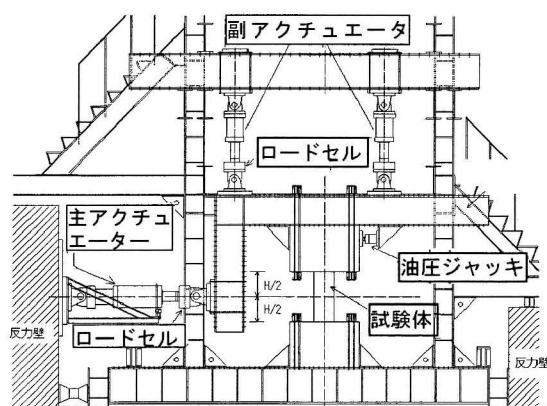 副アクチュエータ
ロードセル
主アクチュ
エーター
油圧ジャッキ
H/2
H/2
試験体
反力壁
ロードセル
反力壁